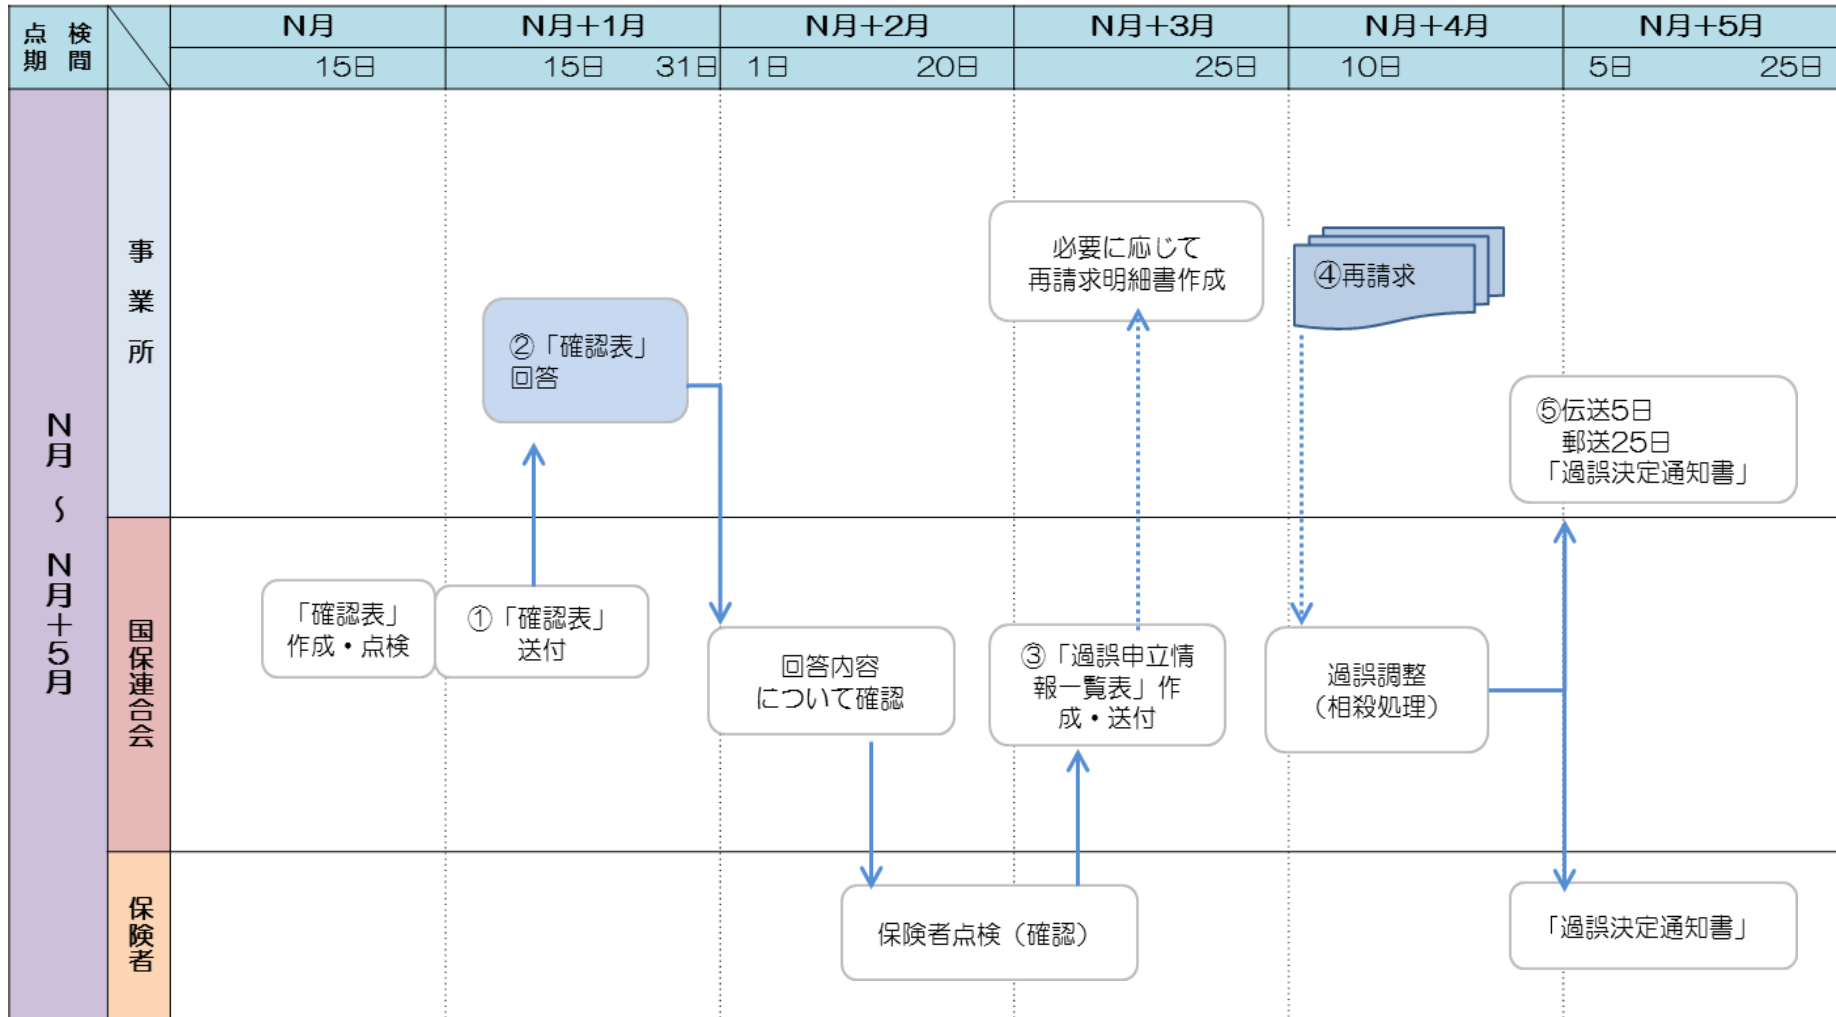 点 検
期 間
N月
N月+1月
N月+2月
N月+3月
N月+4月
N月+5月
15日
15日
31日
1日
20日
25日
10日
5日
25日
N月 ～ N月+5月
事業所
必要に応じて
再請求明細書作成
④再請求
②「確認表」
回答
⑤伝送5日
郵送25日
「過誤決定通知書」
国保連合会
「確認表」
作成・点検
①「確認表」
送付
回答内容
について確認
③「過誤申立情
報一覧表」作
成・送付
過誤調整
(相殺処理)
保険者
保険者点検(確認)
「過誤決定通知書」